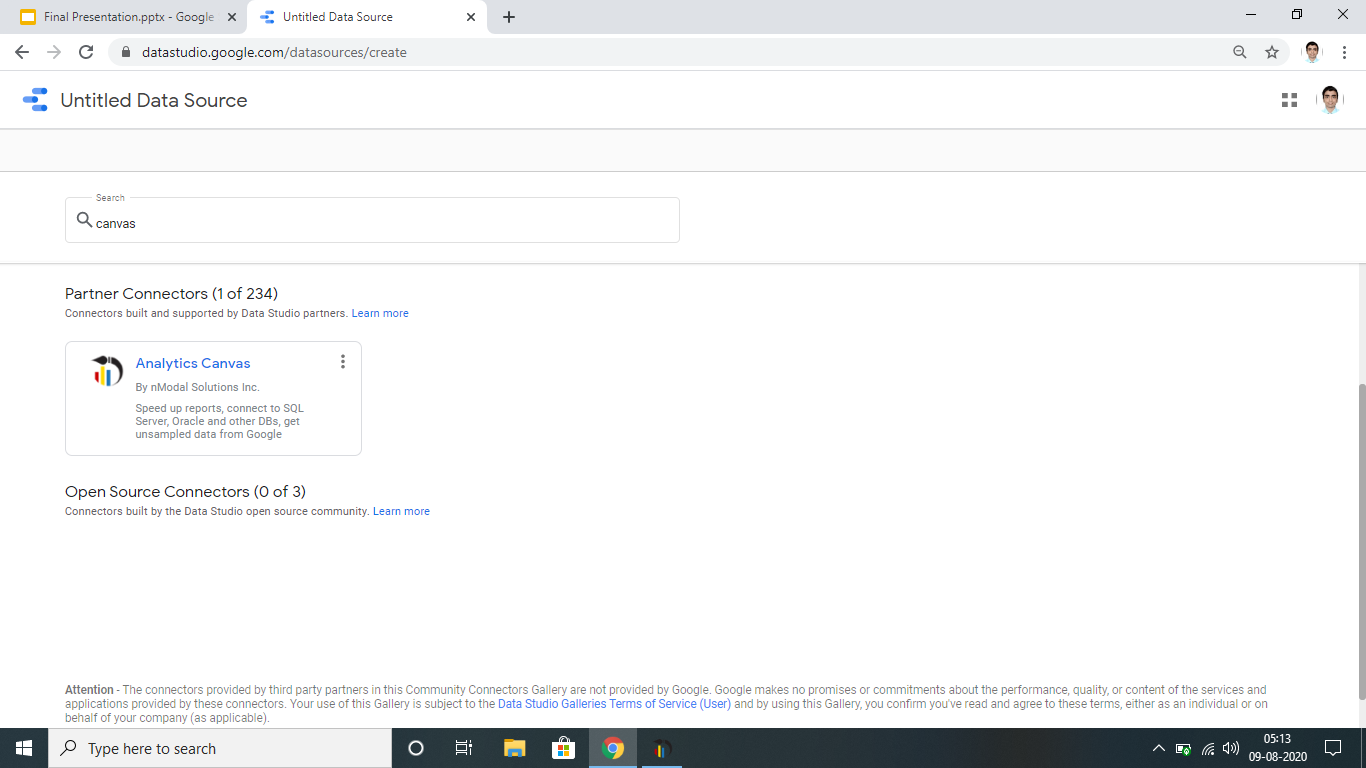 Final Presentation.pptx - Google
Untitled Data Source
datastudio.google.com/datasources/create
Untitled Data Source
Search
canvas
Partner Connectors (1 of 234)
Connectors built and supported by Data Studio partners. Learn more
Analytics Canvas
By nModal Solutions Inc.
Speed up reports, connect to SQL
Server, Oracle and other DBs, get
unsampled data from Google
Open Source Connectors (0 of 3)
Connectors built by the Data Studio open source community. Learn more
Attention - The connectors provided by third party partners in this Community Connectors Gallery are not provided by Google. Google makes no promises or commitments about the performance, quality, or content of the services and
applications provided by these connectors. Your use of this Gallery is subject to the Data Studio Galleries Terms of Service (User) and by using this Gallery, you confirm you've read and agree to these terms, either as an individual or on
behalf of your company (as applicable).
Type here to search
05:13
09-08-2020